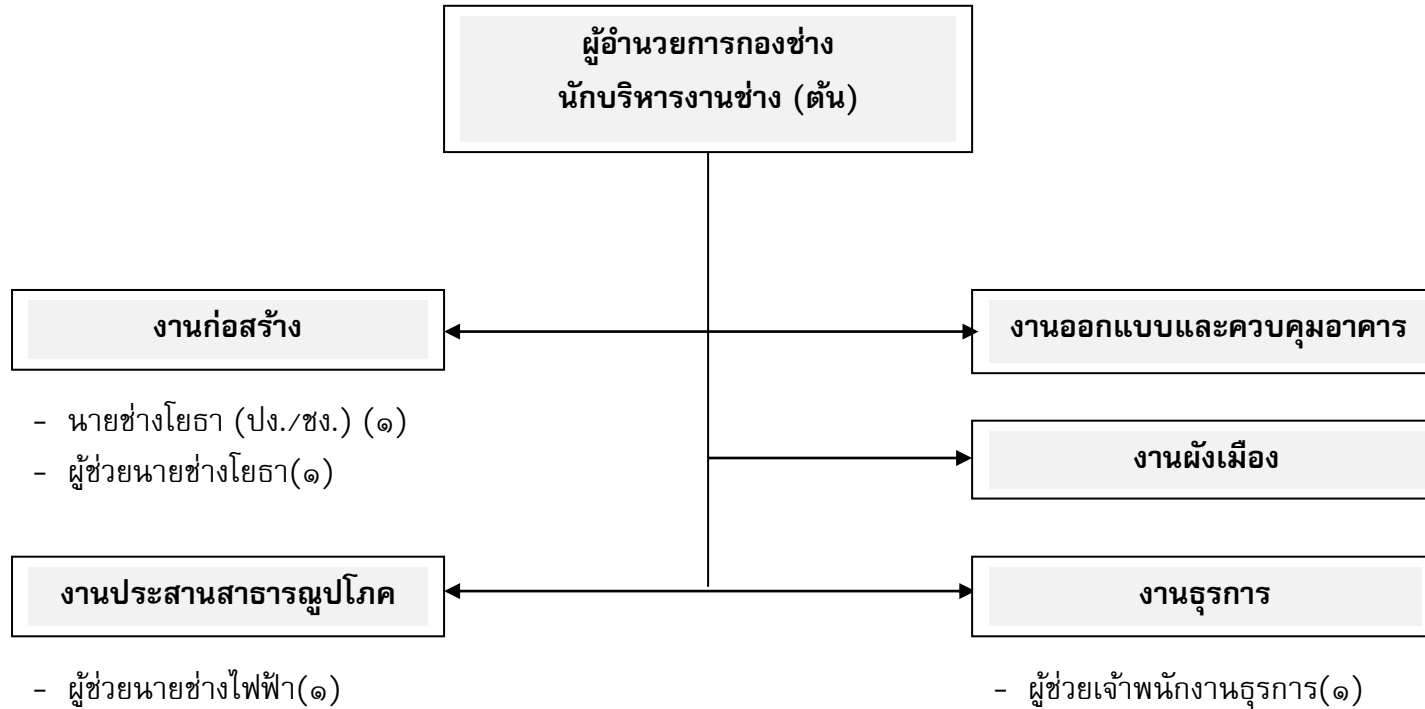 ผู้อำนวยการกองช่าง
นักบริหารงานช่าง (ต้น)
งานก่อสร้าง
งานออกแบบและควบคุมอาคาร
- นายช่างโยธา (ปง./ชง.) (๑)
- ผู้ช่วยนายช่างโยธา(๑)
งานผังเมือง
งานประสานสาธารณูปโภค
งานธุรการ
- ผู้ช่วยนายช่างไฟฟ้า(๑)
- ผู้ช่วยเจ้าพนักงานธุรการ(๑)